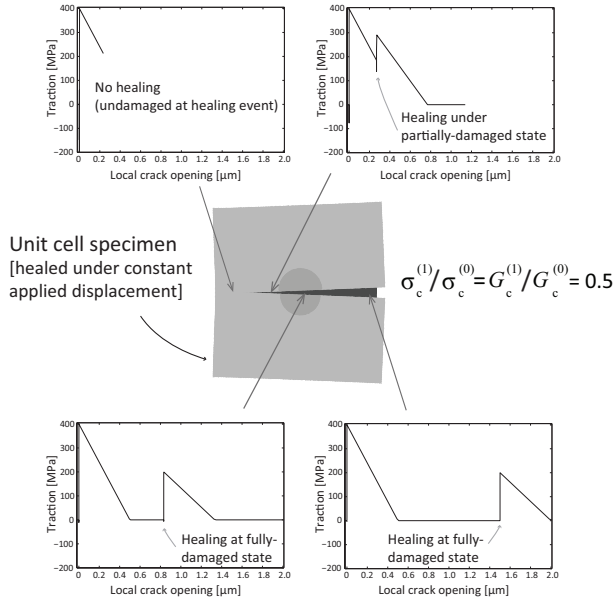 400
300
200
100
0
−100
−200
Traction [MPa]
No healing
(undamaged at healing event)
0 0.2 0.4 0.6 0.8 1.0 1.2 1.4 1.6 1.8 2.0
Local crack opening [μm]
400
300
200
100
0
−100
−200
Traction [MPa]
Healing under
partially-damaged state
0 0.2 0.4 0.6 0.8 1.0 1.2 1.4 1.6 1.8 2.0
Local crack opening [μm]
Unit cell specimen
[healed under constant
applied displacement]
σc(1)/σc(0)=Gc(1)/Gc(0)= 0.5
400
300
200
100
0
−100
−200
Traction [MPa]
Healing at fully-
damaged state
0 0.2 0.4 0.6 0.8 1.0 1.2 1.4 1.6 1.8 2.0
Local crack opening [μm]
400
300
200
100
0
−100
−200
Traction [MPa]
Healing at fully-
damaged state
0 0.2 0.4 0.6 0.8 1.0 1.2 1.4 1.6 1.8 2.0
Local crack opening [μm]